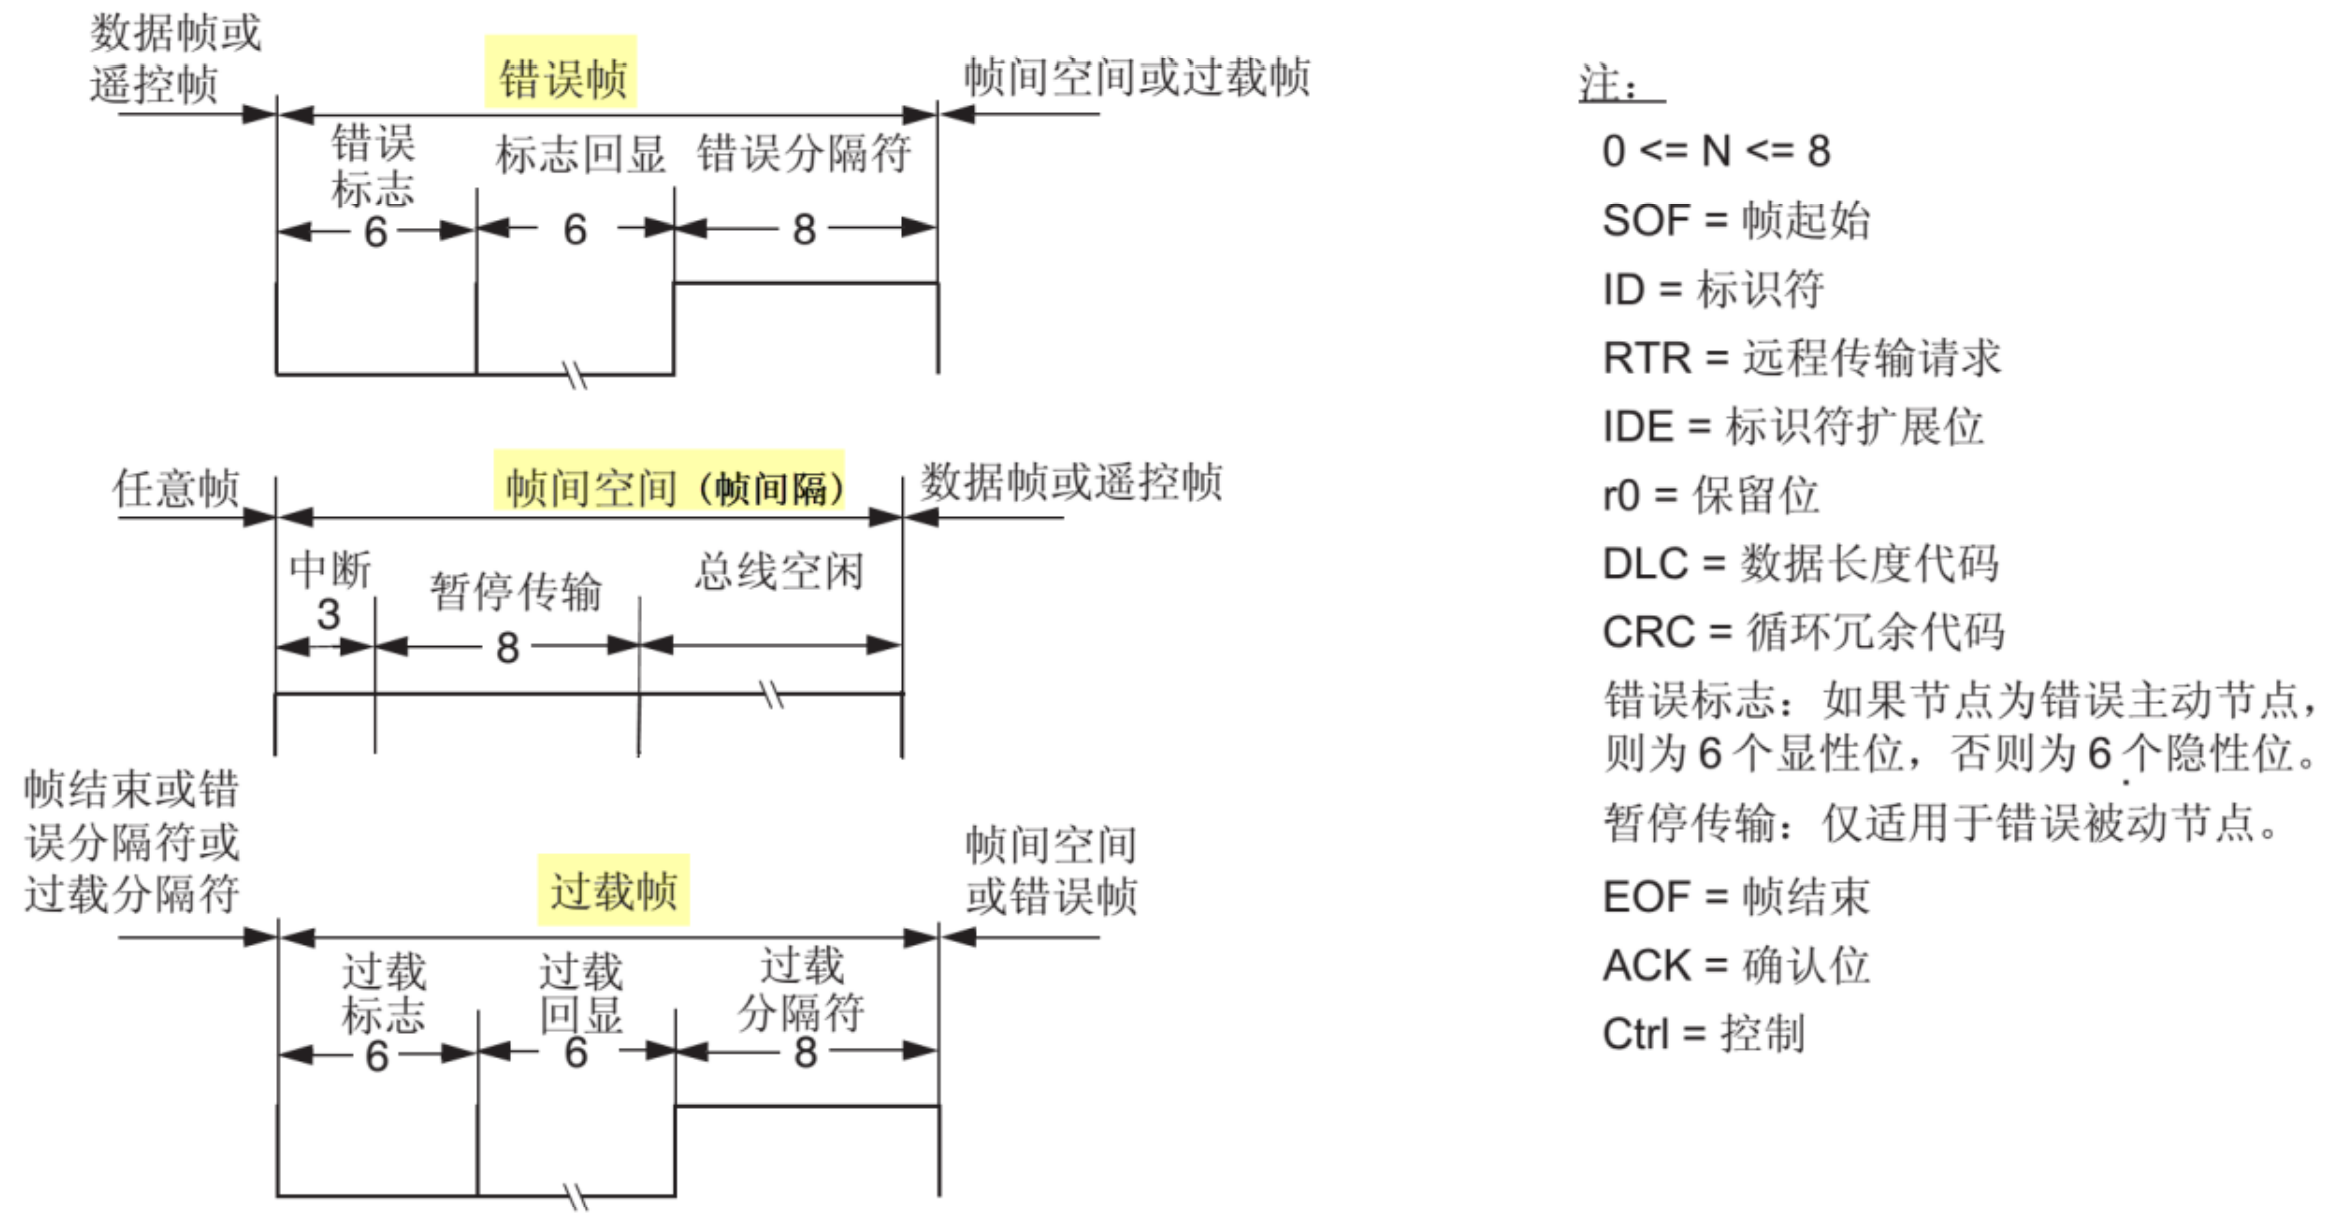 数据帧或
遥控帧
错误帧
帧间空间或过载帧
错误
标志
标志回显
错误分隔符
6
6
8
任意帧
帧间空间（帧间隔）
数据帧或遥控帧
中断
3
暂停传输
8
总线空闲
帧结束或错
误分隔符或
过载分隔符
过载帧
帧间空间
或错误帧
过载
标志
6
过载
回显
6
过载
分隔符
8
注：
0 <= N <= 8
SOF = 帧起始
ID = 标识符
RTR = 远程传输请求
IDE = 标识符扩展位
r0 = 保留位
DLC = 数据长度代码
CRC = 循环冗余代码
错误标志：如果节点为错误主动节点，
则为 6 个显性位，否则为 6 个隐性位。
暂停传输：仅适用于错误被动节点。
EOF = 帧结束
ACK = 确认位
Ctrl = 控制